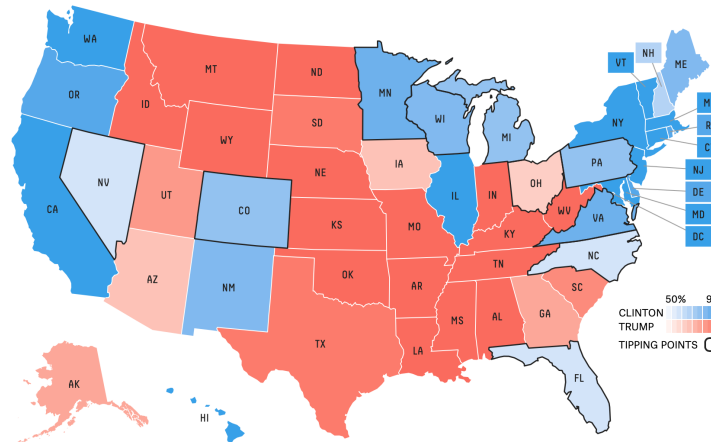 WA
VT
NH
ME
MT
ND
MN
OR
ID
SD
WI
MI
NY
M
R
C
WY
IA
PA
NJ
NV
UT
NE
OH
DE
CA
CO
IL
IN
WV
VA
MD
DC
KS
MO
KY
NC
TN
AZ
NM
OK
AR
SC
MS
AL
GA
TX
LA
FL
AK
HI
50% 9
CLINTON
TRUMP
TIPPING POINTS